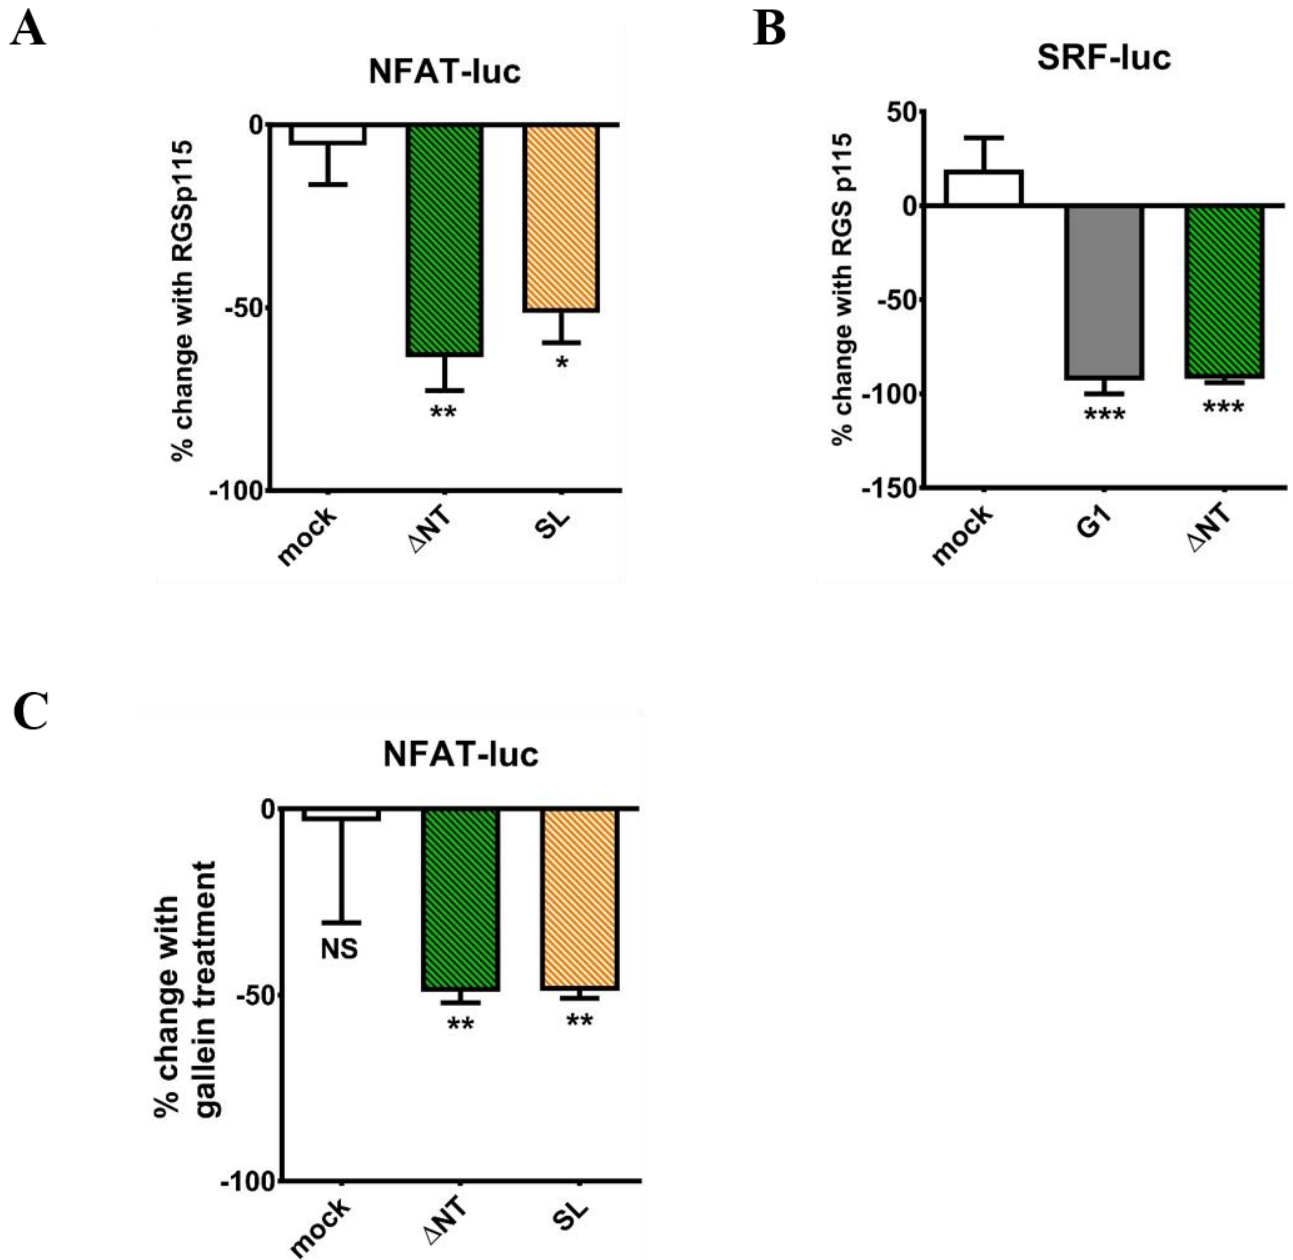 A
NFAT-luc
% change with RGSp115
0
-50
-100
**
*
mock
ΔNT
SL
B
SRF-luc
% change with RGS p115
50
0
-50
-100
-150
***
***
mock
G1
ΔNT
C
NFAT-luc
% change with
gallein treatment
0
-50
-100
NS
**
**
mock
ΔNT
SL